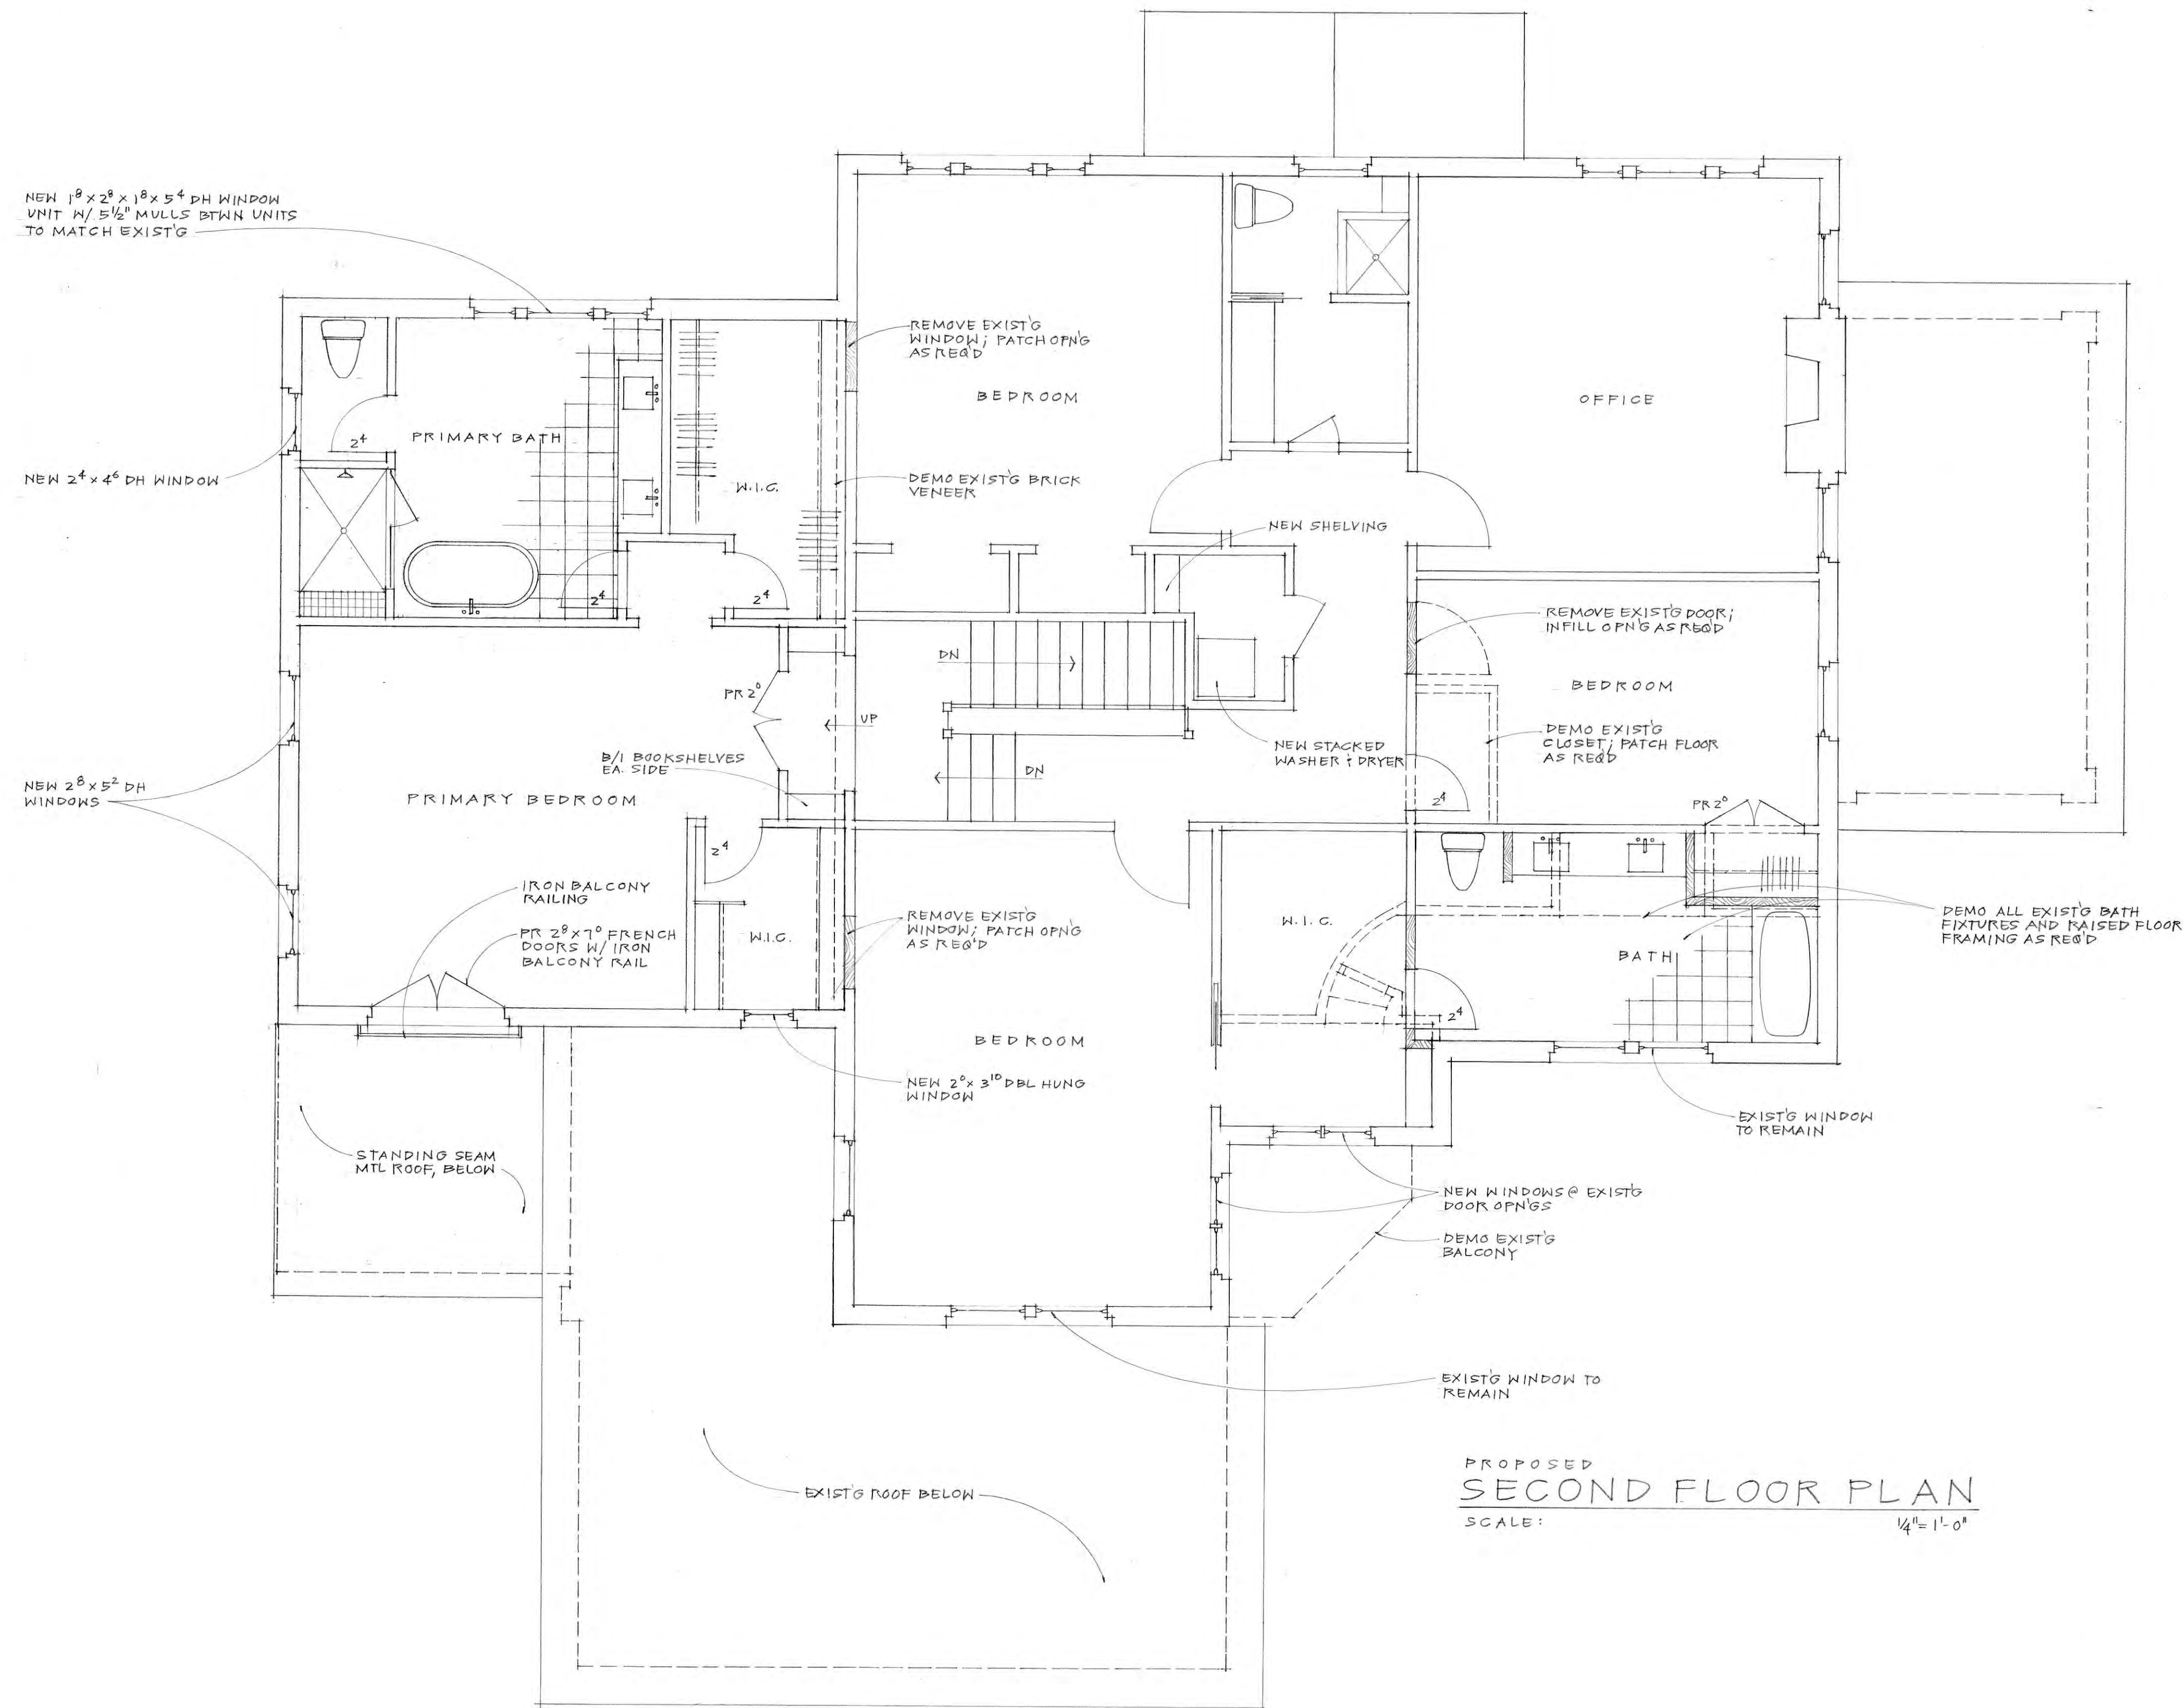 NEW 1⁸ X 2⁸ X 1⁸ X 5⁴ DH WINDOW
UNIT W/ 5 1/2" MULLS BTWN UNITS
TO MATCH EXIST'G
REMOVE EXIST'G
WINDOW; PATCH OPN'G
AS REQ'D
BEDROOM
OFFICE
2⁴
PRIMARY BATH
NEW 2⁴ x 4⁶ DH WINDOW
W.I.C.
DEMO EXIST'G BRICK
VENEER
NEW SHELVING
2⁴
2⁴
REMOVE EXIST'G DOOR;
INFILL OPN'G AS REQ'D
DN
PR 2⁰
BEDROOM
UP
DEMO EXIST'G
CLOSET; PATCH FLOOR
AS REQ'D
NEW STACKED
WASHER & DRYER
B/I BOOKSHELVES
EA. SIDE
DN
NEW 2⁸ x 5² DH
WINDOWS
PRIMARY BEDROOM
2⁴
PR 2⁰
2⁴
IRON BALCONY
RAILING
REMOVE EXIST'G
WINDOW; PATCH OPN'G
AS REQ'D
W.I.C.
DEMO ALL EXIST'G BATH
FIXTURES AND RAISED FLOOR
FRAMING AS REQ'D
PR 2⁸ x 7⁰ FRENCH
DOORS W/ IRON
BALCONY RAIL
W.I.C.
BATH
2⁴
BEDROOM
NEW 2⁰ x 3¹⁰ DBL HUNG
WINDOW
EXIST'G WINDOW
TO REMAIN
STANDING SEAM
MTL ROOF, BELOW
NEW WINDOWS @ EXIST'G
DOOR OPN'GS
DEMO EXIST'G
BALCONY
EXIST'G WINDOW TO
REMAIN
EXIST'G ROOF BELOW
PROPOSED
SECOND FLOOR PLAN
SCALE: 1/4" = 1'-0"